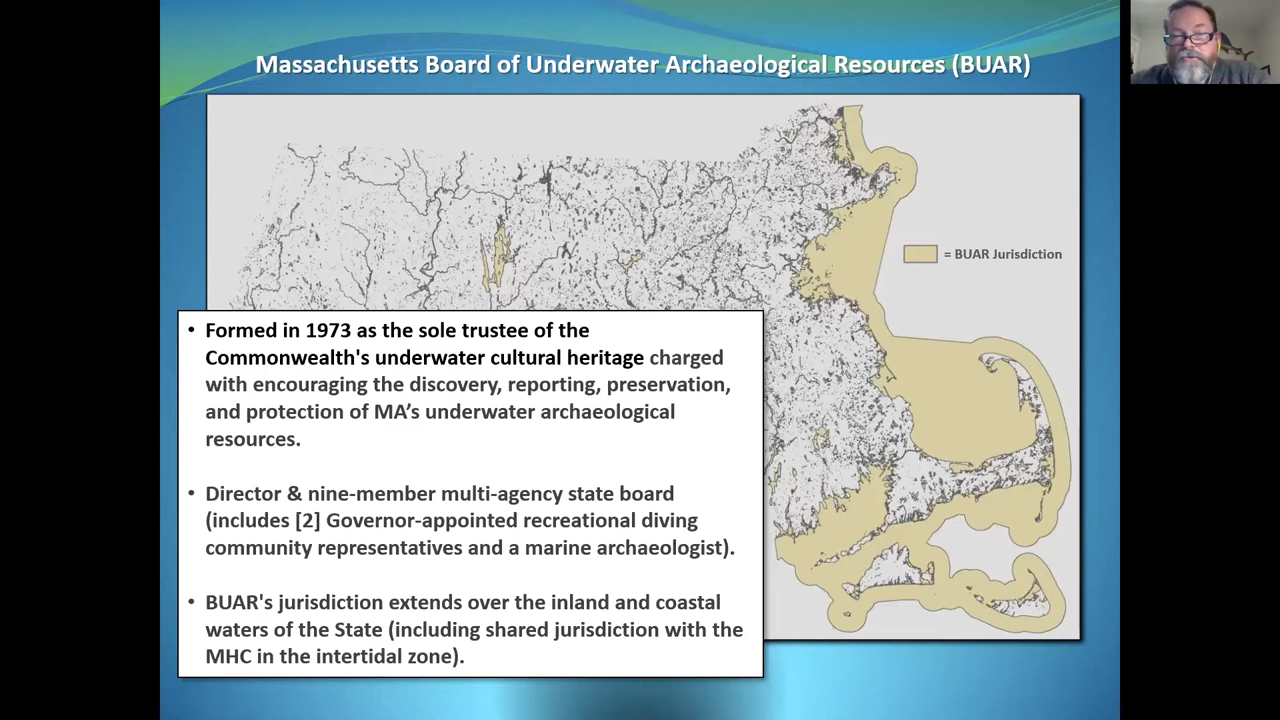 Massachusetts Board of Underwater Archaeological Resources (BUAR)
= BUAR Jurisdiction
• Formed in 1973 as the sole trustee of the
Commonwealth's underwater cultural heritage charged
with encouraging the discovery, reporting, preservation,
and protection of MA’s underwater archaeological
resources.
• Director & nine-member multi-agency state board
(includes [2] Governor-appointed recreational diving
community representatives and a marine archaeologist).
• BUAR's jurisdiction extends over the inland and coastal
waters of the State (including shared jurisdiction with the
MHC in the intertidal zone).